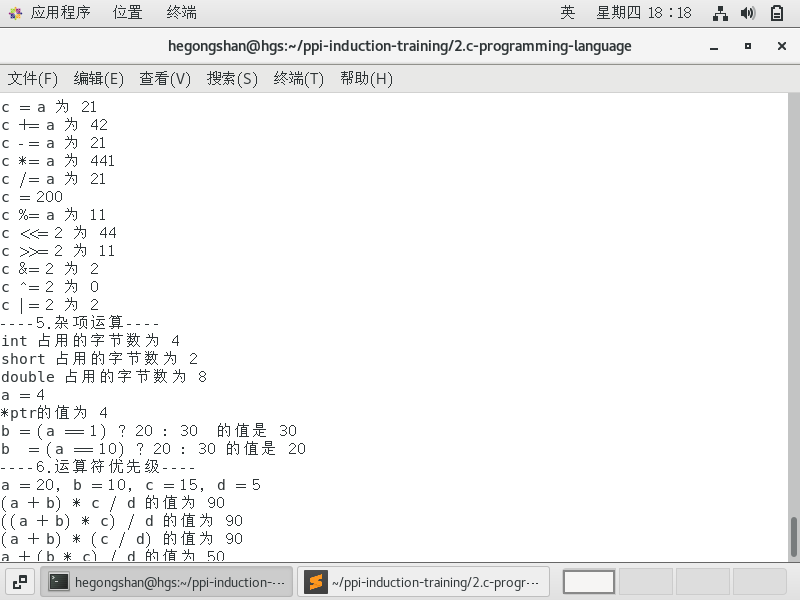 应用程序 位置 终端 英 星期四 18:18
hegongshan@hgs:~/ppi-induction-training/2.c-programming-language
文件(F) 编辑(E) 查看(V) 搜索(S) 终端(T) 帮助(H)
c = a 为 21
c += a 为 42
c -= a 为 21
c *= a 为 441
c /= a 为 21
c = 200
c %= a 为 11
c <<= 2 为 44
c >>= 2 为 11
c &= 2 为 2
c ^= 2 为 0
c |= 2 为 2
----5.杂项运算----
int 占用的字节数为 4
short 占用的字节数为 2
double 占用的字节数为 8
a = 4
*ptr的值为 4
b = (a == 1) ? 20 : 30  的值是 30
b  = (a == 10) ? 20 : 30 的值是 20
----6.运算符优先级----
a = 20, b = 10, c = 15, d = 5
(a + b) * c / d 的值为 90
((a + b) * c) / d 的值为 90
(a + b) * (c / d) 的值为 90
a + (b * c) / d 的值为 50
hegongshan@hgs:~/ppi-induction-··· ~/ppi-induction-training/2.c-progr···